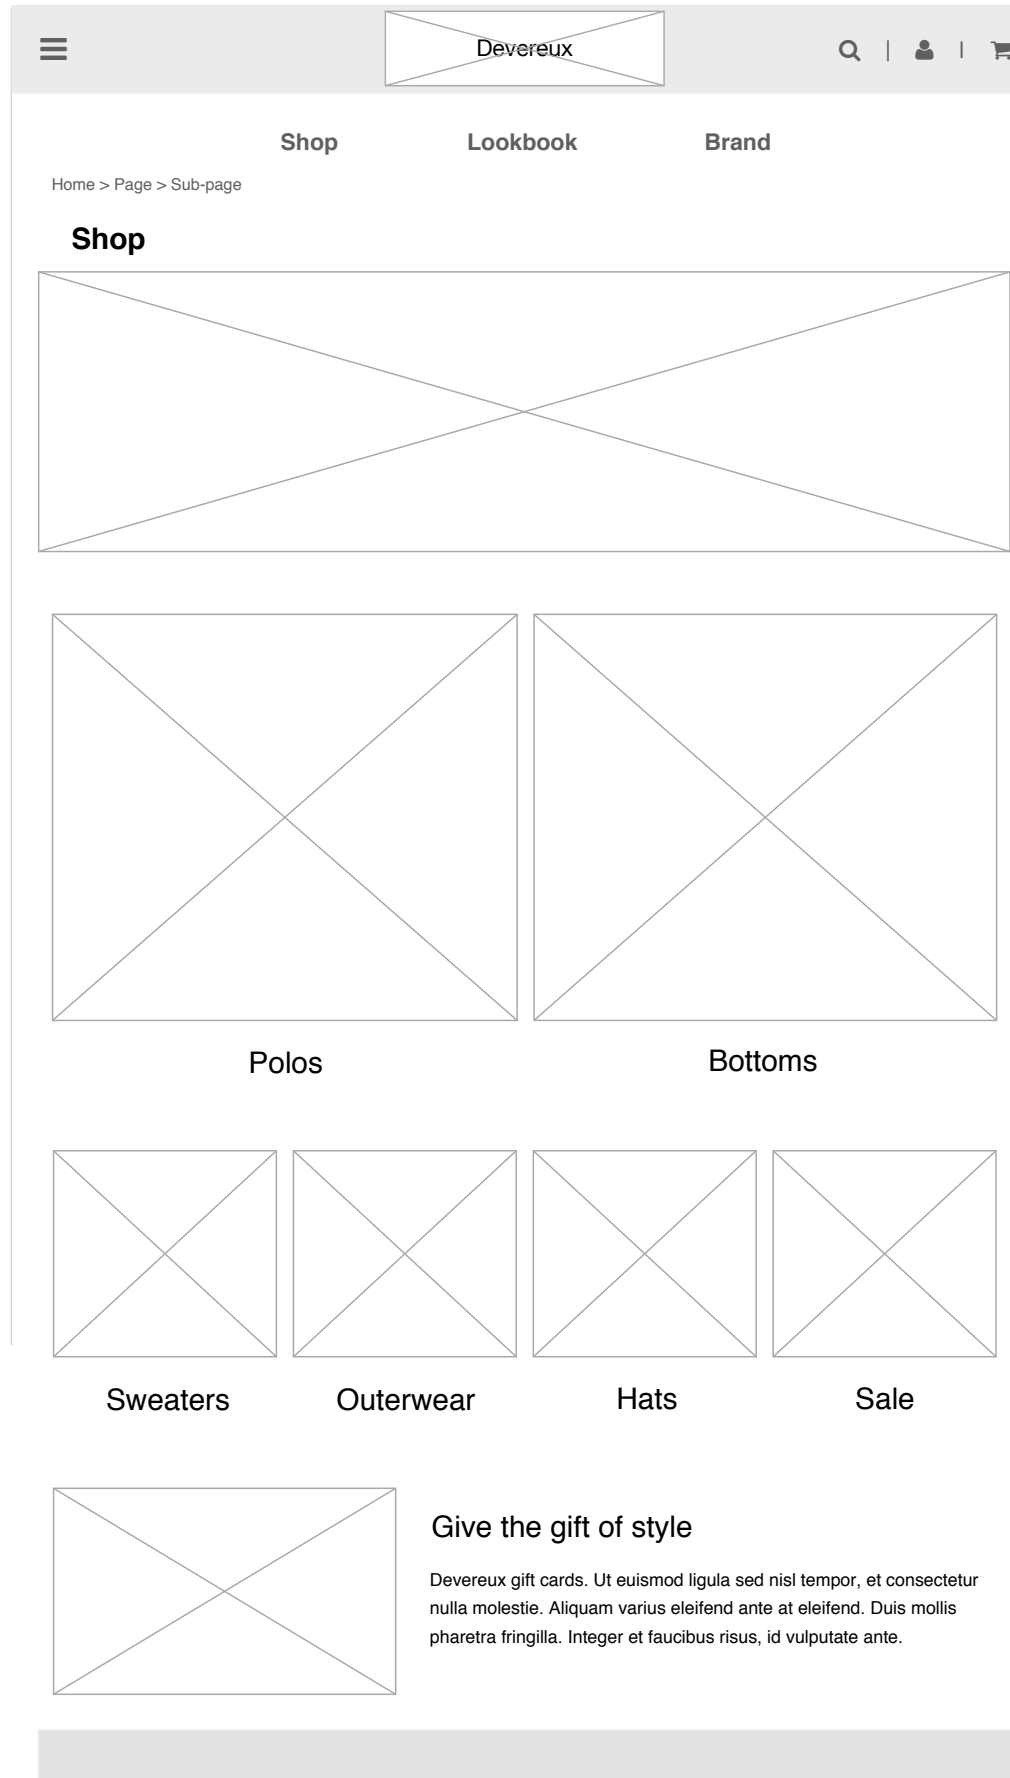 Devereux
Shop Lookbook Brand
Home > Page > Sub-page
Shop
Polos Bottoms
Sweaters Outerwear Hats Sale
Give the gift of style
Devereux gift cards. Ut euismod ligula sed nisl tempor, et consectetur
nulla molestie. Aliquam varius eleifend ante at eleifend. Duis mollis
pharetra fringilla. Integer et faucibus risus, id vulputate ante.